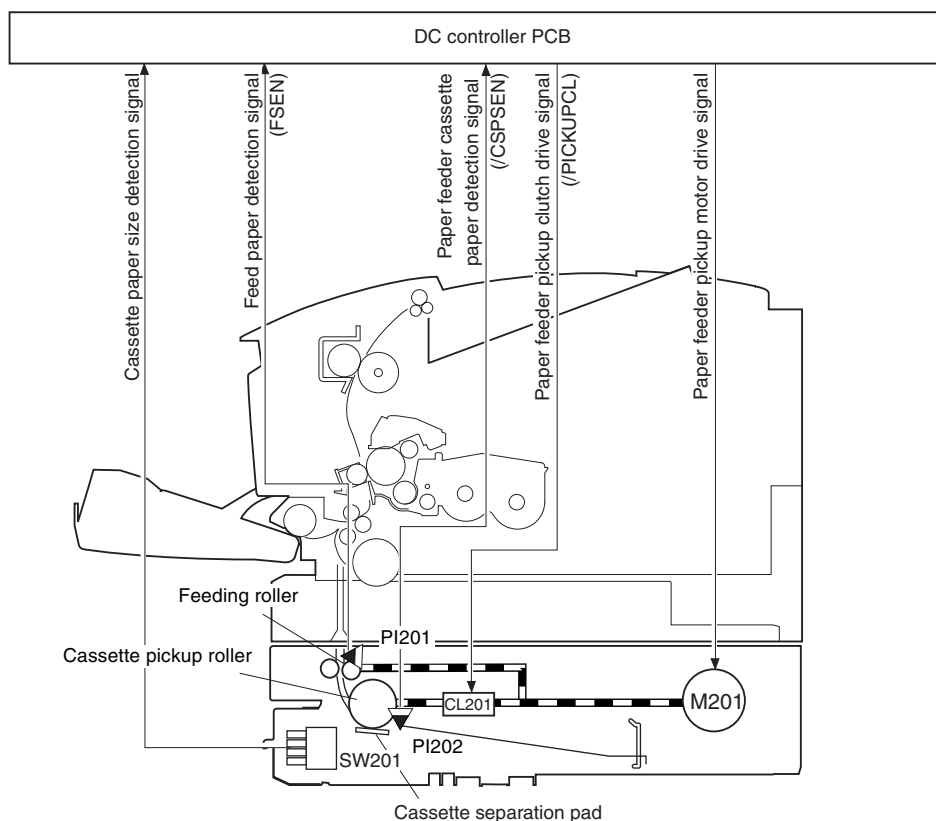 DC controller PCB
Cassette paper size detection signal
Feed paper detection signal
(FSEN)
Paper feeder cassette
paper detection signal
(/CSPSEN)
Paper feeder pickup clutch drive signal
(/PICKUPCL)
Paper feeder pickup motor drive signal
Feeding roller
PI201
Cassette pickup roller
CL201
M201
PI202
SW201
Cassette separation pad